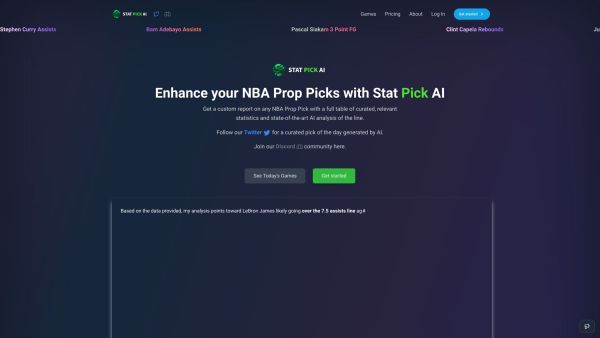 STAT PICK AI
Games Pricing About Log In Get started
Stephen Curry Assists Bam Adebayo Assists Pascal Siakam 3 Point FG Clint Capela Rebounds Ju
STAT PICK AI
Enhance your NBA Prop Picks with Stat Pick AI
Get a custom report on any NBA Prop Pick with a full table of curated, relevant
statistics and state-of-the-art AI analysis of the line.
Follow our Twitter for a curated pick of the day generated by AI.
Join our Discord community here.
See Today's Games Get started
Based on the data provided, my analysis points toward LeBron James likely going over the 7.5 assists line ag#